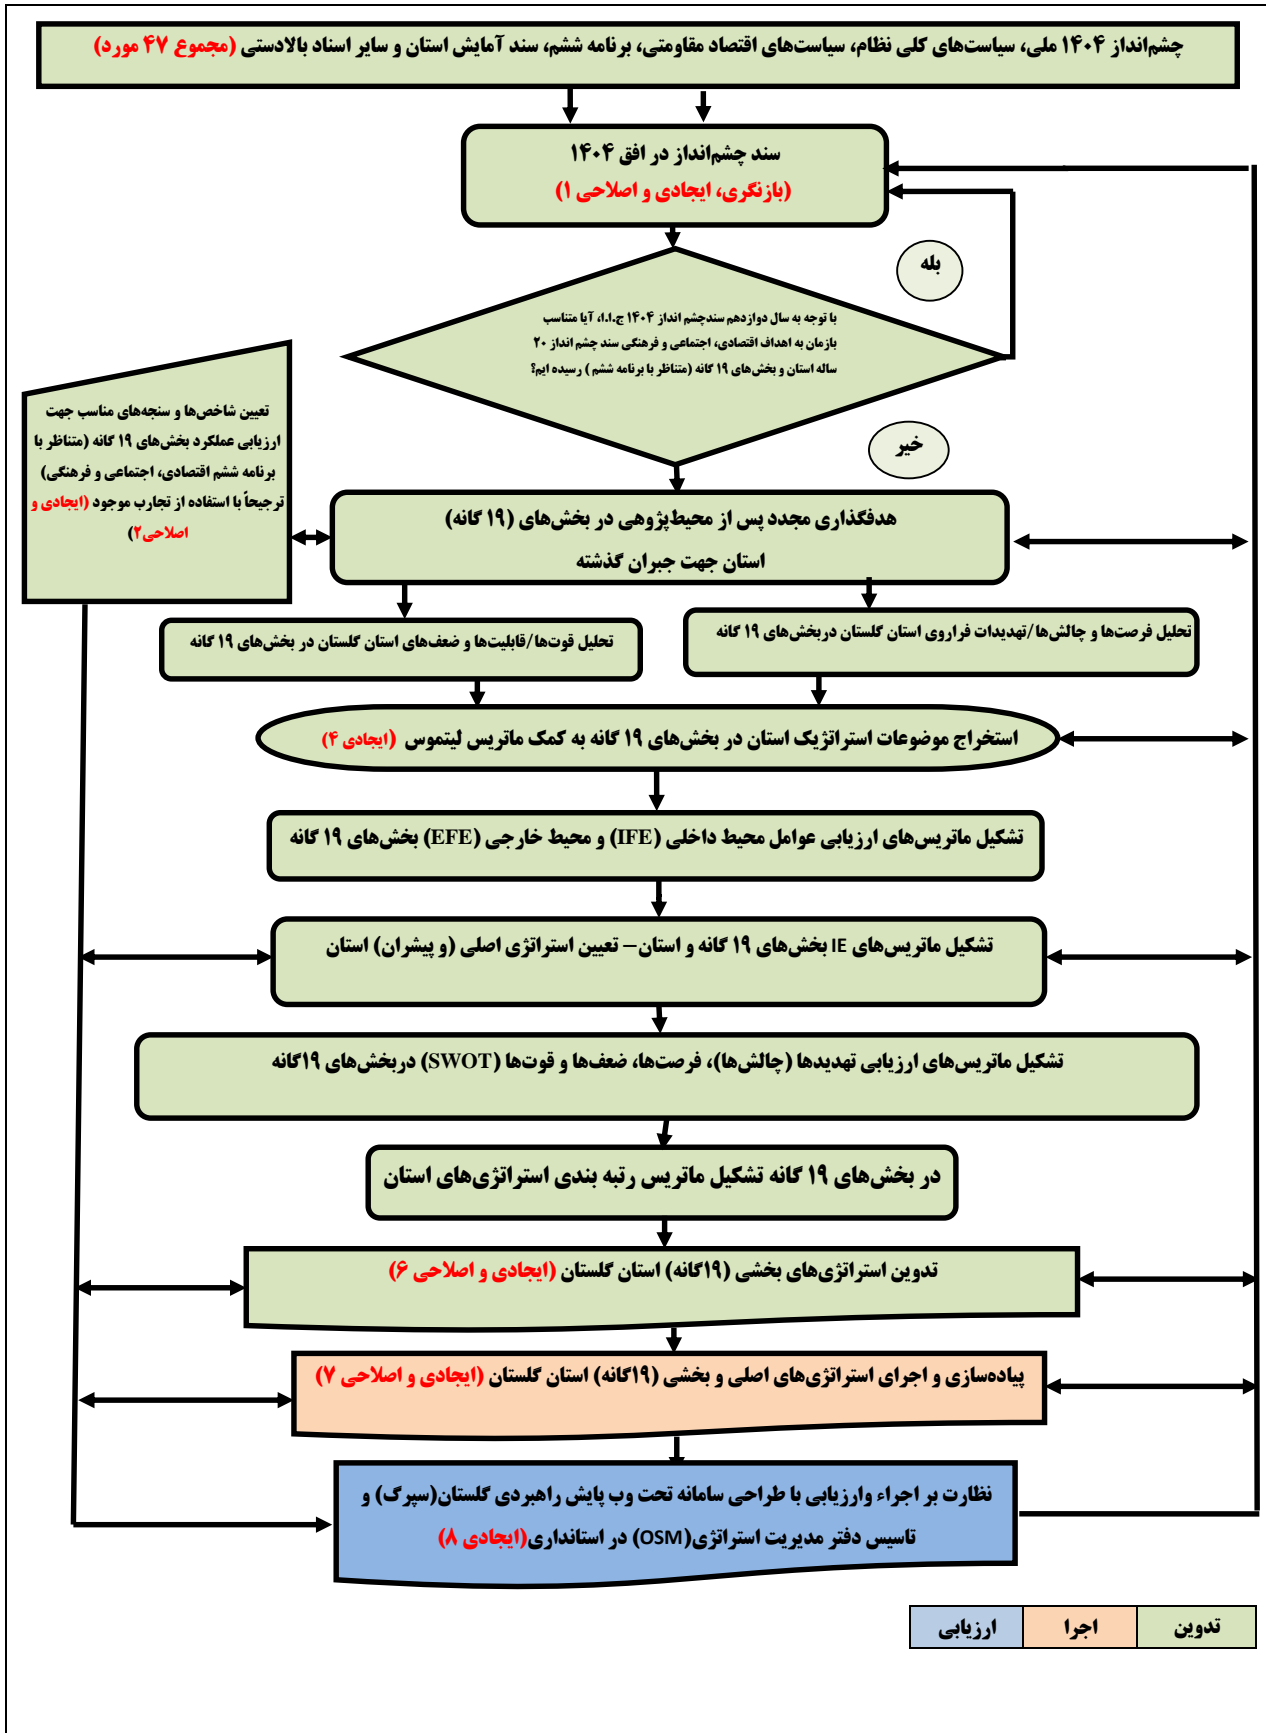 چشم‌انداز ۱۴۰۴ ملی، سیاست‌های کلی نظام، سیاست‌های اقتصاد مقاومتی، برنامه ششم، سند آمایش استان و سایر اسناد بالادستی (مجموع ۴۷ مورد)
سند چشم‌انداز در افق ۱۴۰۴
(بازنگری، ایجادی و اصلاحی ۱)
بله
با توجه به سال دوازدهم سندچشم انداز ۱۴۰۴ ج.ا.ا، آیا متناسب
بازمان به اهداف اقتصادی، اجتماعی و فرهنگی سند چشم انداز ۲۰
ساله استان و بخش‌های ۱۹ گانه (متناظر با برنامه ششم ) رسیده ایم؟
خیر
تعیین شاخص‌ها و سنجه‌های مناسب جهت
ارزیابی عملکرد بخش‌های ۱۹ گانه (متناظر با
برنامه ششم اقتصادی، اجتماعی و فرهنگی)
ترجیحاً با استفاده از تجارب موجود (ایجادی و
اصلاحی۲)
هدفگذاری مجدد پس از محیط‌پژوهی در بخش‌های (۱۹ گانه)
استان جهت جبران گذشته
تحلیل فرصت‌ها و چالش‌ها/تهدیدات فراروی استان گلستان دربخش‌های ۱۹ گانه
تحلیل قوت‌ها/قابلیت‌ها و ضعف‌های استان گلستان در بخش‌های ۱۹ گانه
استخراج موضوعات استراتژیک استان در بخش‌های ۱۹ گانه به کمک ماتریس لیتموس (ایجادی ۴)
تشکیل ماتریس‌های ارزیابی عوامل محیط داخلی (IFE) و محیط خارجی (EFE) بخش‌های ۱۹ گانه
تشکیل ماتریس‌های IE بخش‌های ۱۹ گانه و استان– تعیین استراتژی اصلی (و پیشران) استان
تشکیل ماتریس‌های ارزیابی تهدیدها (چالش‌ها)، فرصت‌ها، ضعف‌ها و قوت‌ها (SWOT) دربخش‌های ۱۹گانه
در بخش‌های ۱۹ گانه تشکیل ماتریس رتبه بندی استراتژی‌های استان
تدوین استراتژی‌های بخشی (۱۹گانه) استان گلستان (ایجادی و اصلاحی ۶)
پیاده‌سازی و اجرای استراتژی‌های اصلی و بخشی (۱۹گانه) استان گلستان (ایجادی و اصلاحی ۷)
نظارت بر اجراء وارزیابی با طراحی سامانه تحت وب پایش راهبردی گلستان(سپرگ) و
تاسیس دفتر مدیریت استراتژی(OSM) در استانداری(ایجادی ۸)
تدوین
اجرا
ارزیابی